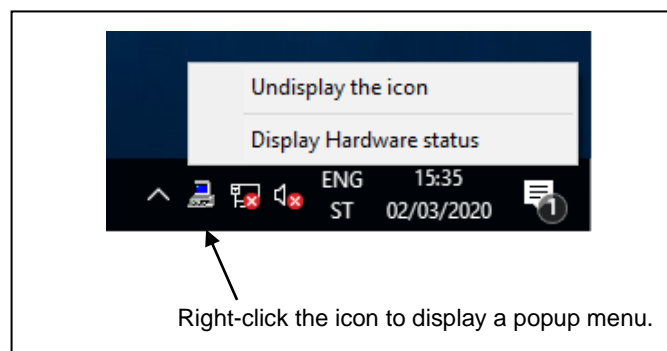 Undisplay the icon
Display Hardware status
ENG 15:35
ST 02/03/2020
1
Right-click the icon to display a popup menu.